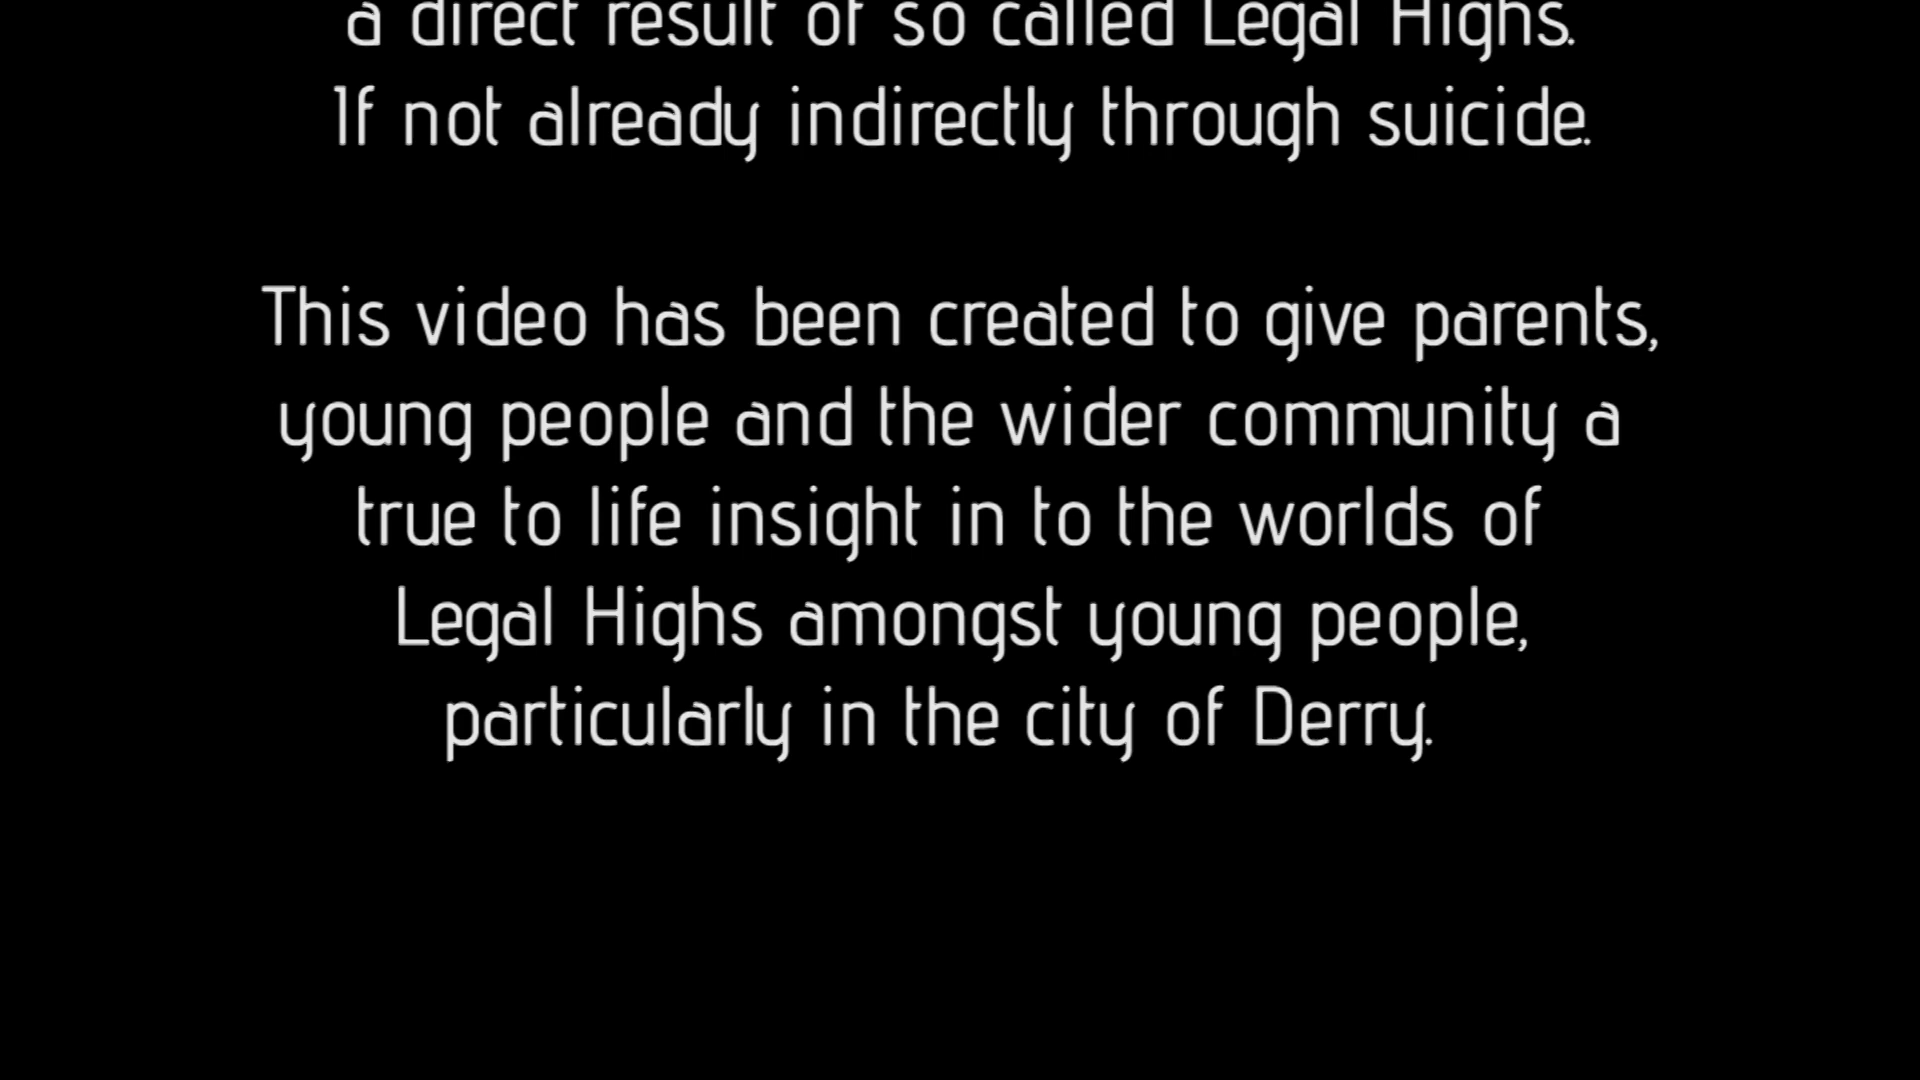 a direct result of so called Legal Highs.
If not already indirectly through suicide.
This video has been created to give parents,
young people and the wider community a
true to life insight in to the worlds of
Legal Highs amongst young people,
particularly in the city of Derry.